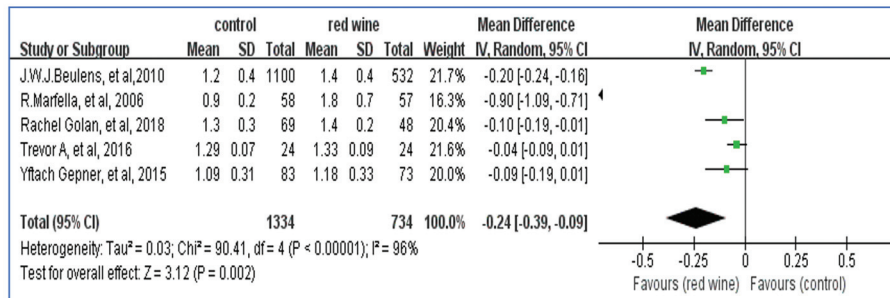 control red wine Mean Difference Mean Difference
Study or Subgroup Mean SD Total Mean SD Total Weight IV, Random, 95% CI IV, Random, 95% CI
J.W.J.Beulens, et al,2010 1.2 0.4 1100 1.4 0.4 532 21.7% -0.20 [-0.24, -0.16]
R.Marfella, et al, 2006 0.9 0.2 58 1.8 0.7 57 16.3% -0.90 [-1.09, -0.71]
Rachel Golan, et al, 2018 1.3 0.3 69 1.4 0.2 48 20.4% -0.10 [-0.19, -0.01]
Trevor A, et al, 2016 1.29 0.07 24 1.33 0.09 24 21.6% -0.04 [-0.09, 0.01]
Yftach Gepner, et al, 2015 1.09 0.31 83 1.18 0.33 73 20.0% -0.09 [-0.19, 0.01]
Total (95% CI) 1334 734 100.0% -0.24 [-0.39, -0.09]
Heterogeneity: Tau² = 0.03; Chi² = 90.41, df = 4 (P < 0.00001); I² = 96%
Test for overall effect: Z = 3.12 (P = 0.002)
-0.5 -0.25 0 0.25 0.5
Favours (red wine) Favours (control)